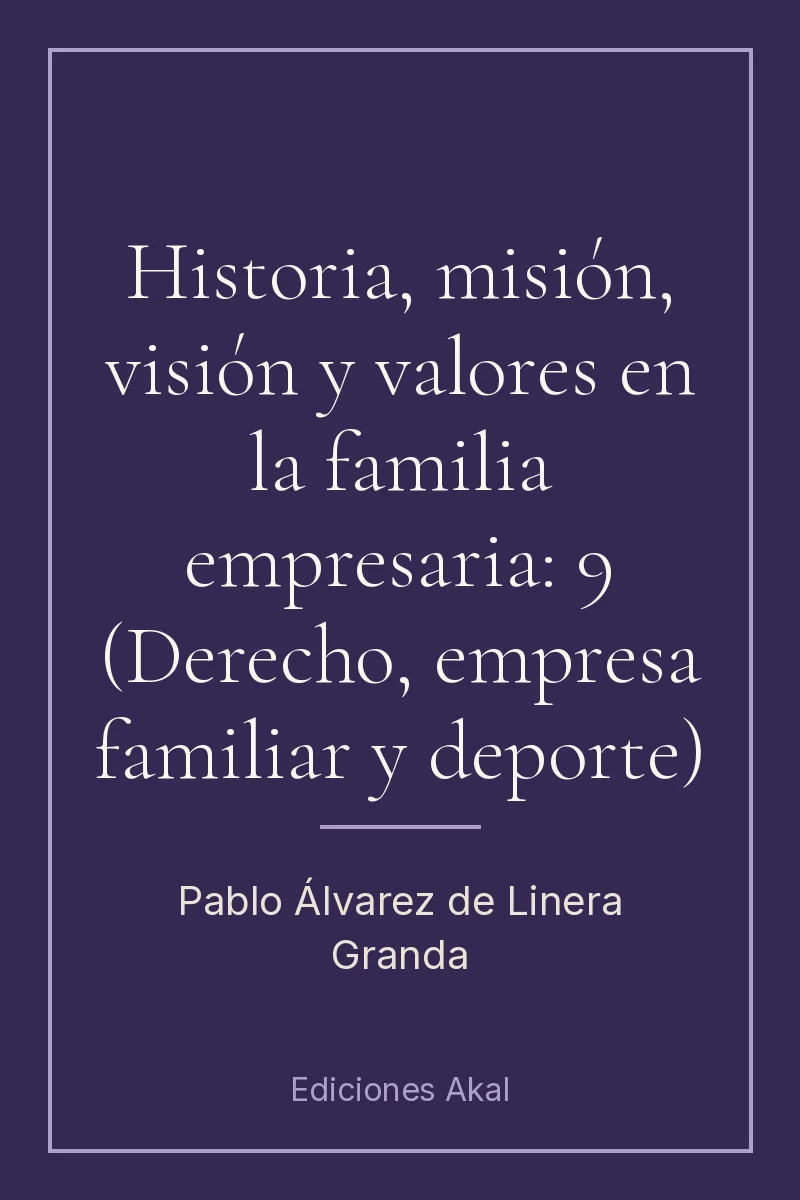 Historia, misión,
visión y valores en
la familia
empresaria: 9
(Derecho, empresa
familiar y deporte)
Pablo Álvarez de Linera
Granda
Ediciones Akal